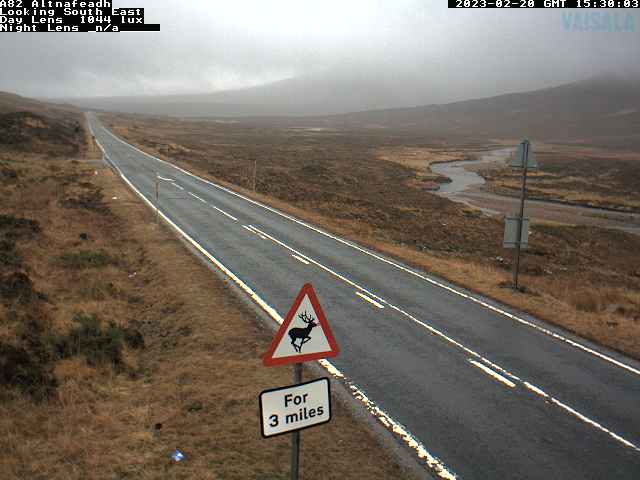 A82 Altnafeadh
Looking South East
Day Lens 1044 lux
Night Lens n/a
2023-02-20 GMT 15:30:03
VAISALA
For
3 miles